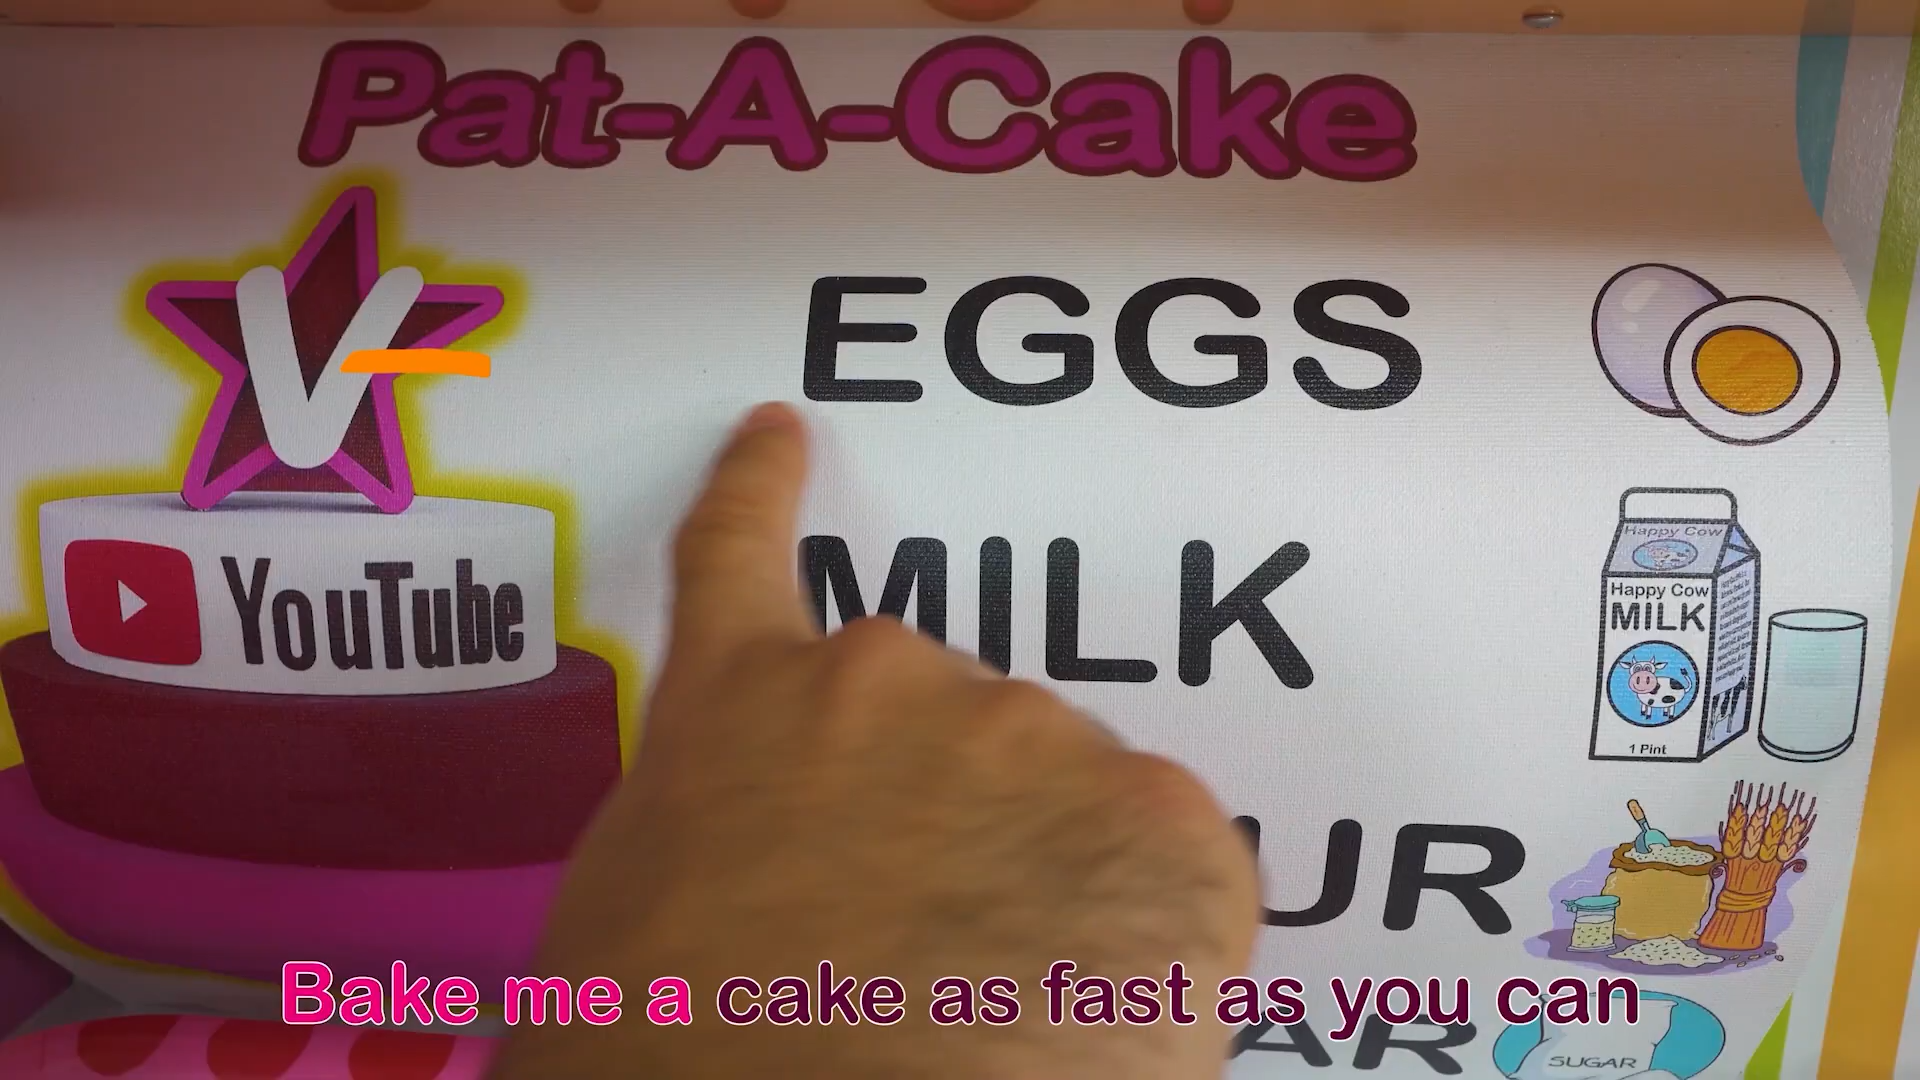 Pat-A-Cake
V
EGGS
YouTube
MILK
Happy Cow
Happy Cow
MILK
1 Pint
UR
Bake me a cake as fast as you can
AR
SUGAR